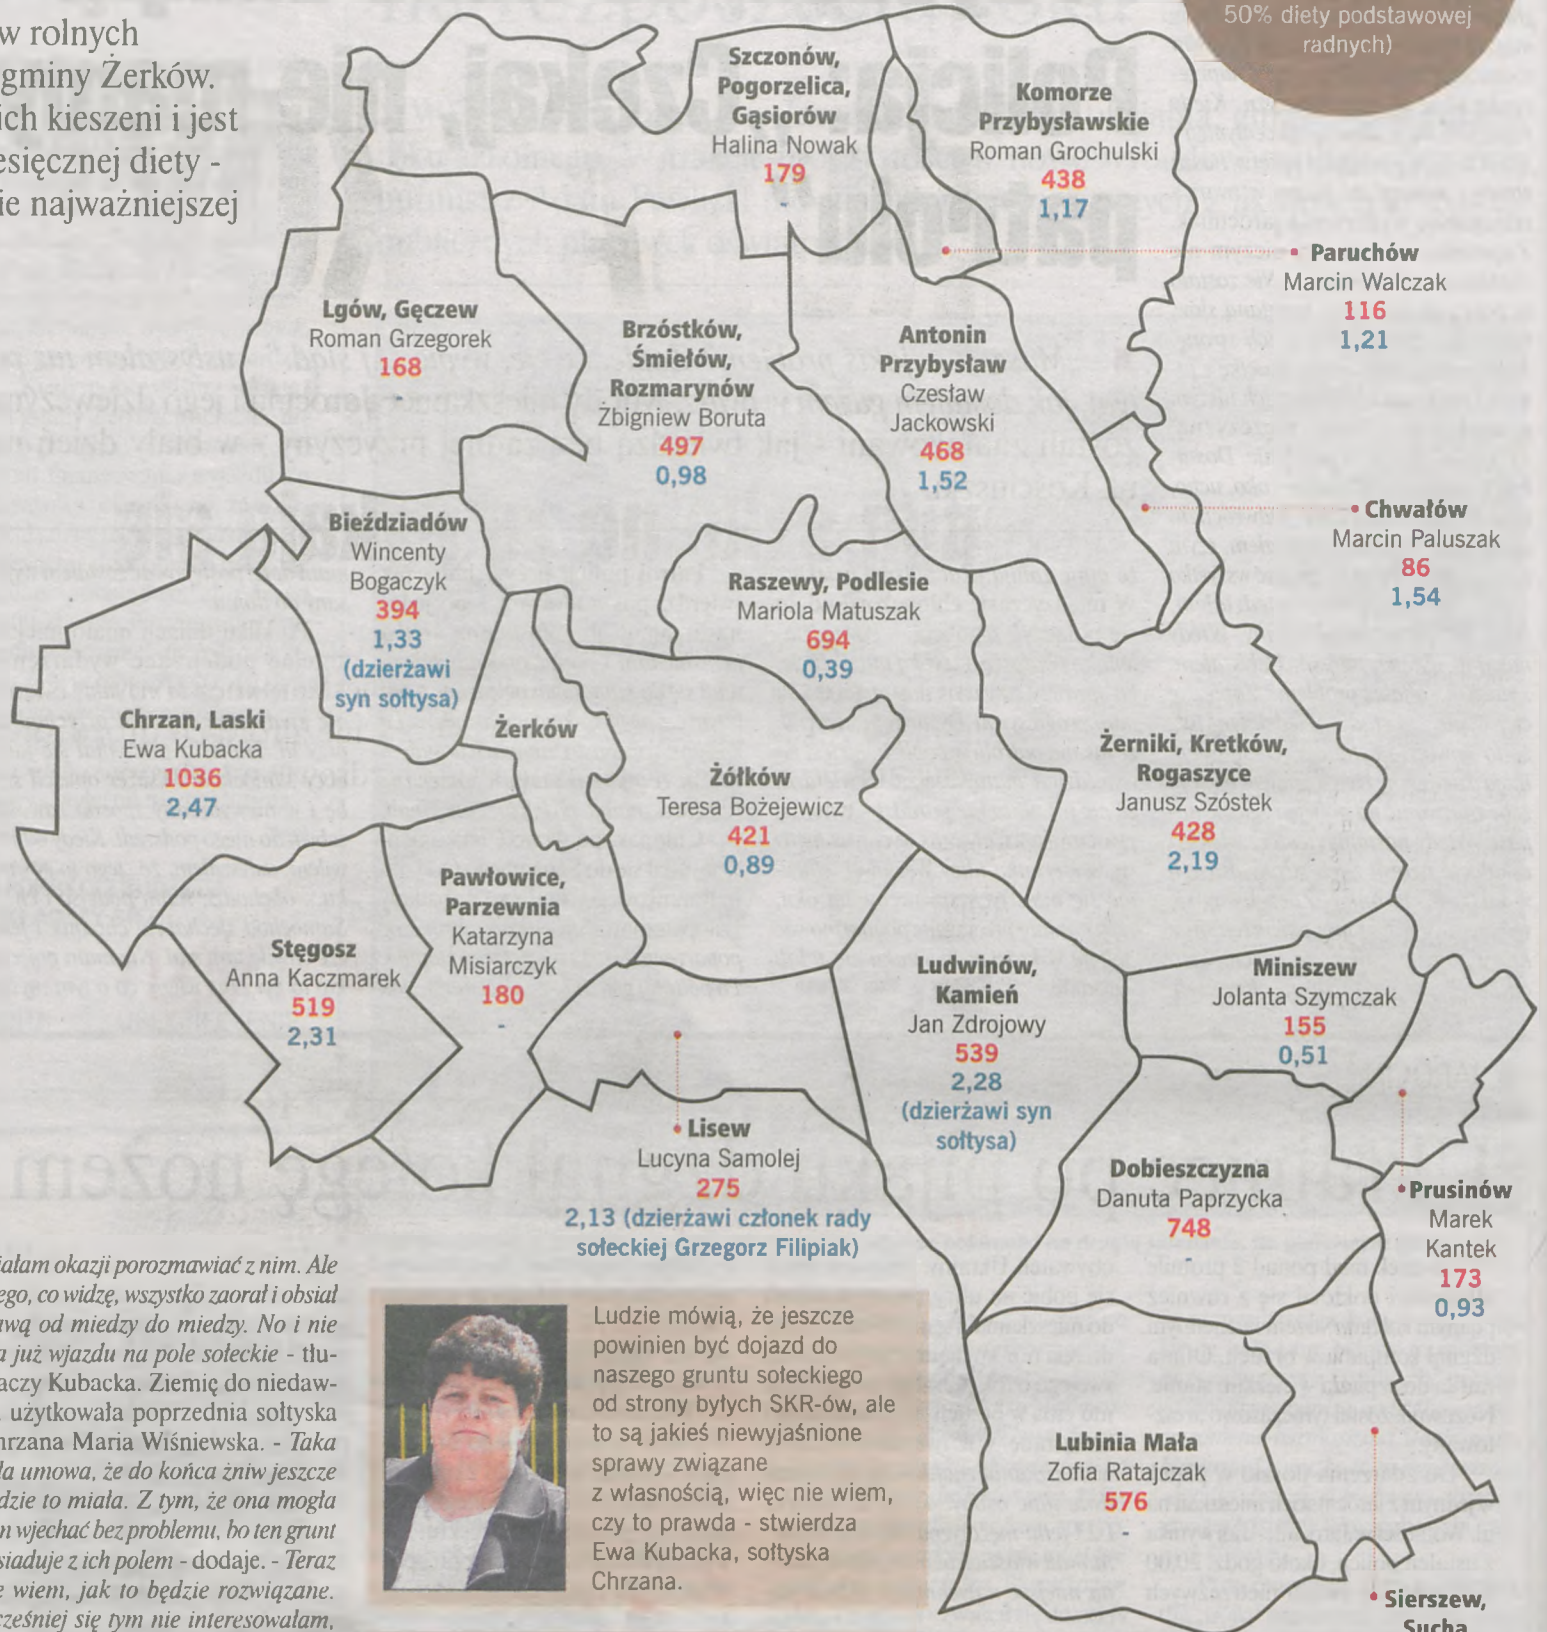 w rolnych
gminy Żerków.
ich kieszeni i jest
esięcznej diety -
ie najważniejszej
50% diety podstawowej
radnych)
Szczonów,
Pogorzelica,
Gąsiorów
Halina Nowak
179
-
Komorze
Przybysławskie
Roman Grochulski
438
1,17
Paruchów
Marcin Walczak
116
1,21
Lgów, Gęczew
Roman Grzegorek
168
-
Brzóstków,
Śmiełów,
Rozmarynów
Zbigniew Boruta
497
0,98
Antonin
Przybysław
Czesław
Jackowski
468
1,52
Chwałów
Marcin Paluszak
86
1,54
Bieździadów
Wincenty
Bogaczyk
394
1,33
(dzierżawi
syn sołtysa)
Raszewy, Podlesie
Mariola Matuszak
694
0,39
Chrzan, Laski
Ewa Kubacka
1036
2,47
Żerków
Żółków
Teresa Bożejewicz
421
0,89
Żerniki, Kretków,
Rogaszyce
Janusz Szóstek
428
2,19
Pawłowice,
Parzewnia
Katarzyna
Misiarczyk
180
-
Stęgosz
Anna Kaczmarek
519
2,31
Ludwinów,
Kamień
Jan Zdrojowy
539
2,28
(dzierżawi syn
sołtysa)
Miniszew
Jolanta Szymczak
155
0,51
Lisew
Lucyna Samolej
275
2,13 (dzierżawi członek rady
sołeckiej Grzegorz Filipiak)
Dobieszczyzna
Danuta Paprzycka
748
-
Prusinów
Marek
Kantek
173
0,93
Lubinia Mała
Zofia Ratajczak
576
-
Sierszew,
Sucha
iałam okazji porozmawiać z nim. Ale
ego, co widzę, wszystko zaorał i obsiał
awą od miedzy do miedzy. No i nie
a już wjazdu na pole sołeckie - tłu-
aczy Kubacka. Ziemię do niedaw-
użytkowała poprzednia sołtyska
hrzana Maria Wiśniewska. - Taka
la umowa, że do końca żniw jeszcze
dzie to miała. Z tym, że ona mogła
n wjechać bez problemu, bo ten grunt
siaduje z ich polem - dodaje. - Teraz
e wiem, jak to będzie rozwiązane.
cześniej się tym nie interesowałam,
Ludzie mówią, że jeszcze
powinien być dojazd do
naszego gruntu sołeckiego
od strony byłych SKR-ów, ale
to są jakieś niewyjaśnione
sprawy związane
z własnością, więc nie wiem,
czy to prawda - stwierdza
Ewa Kubacka, sołtyska
Chrzana.